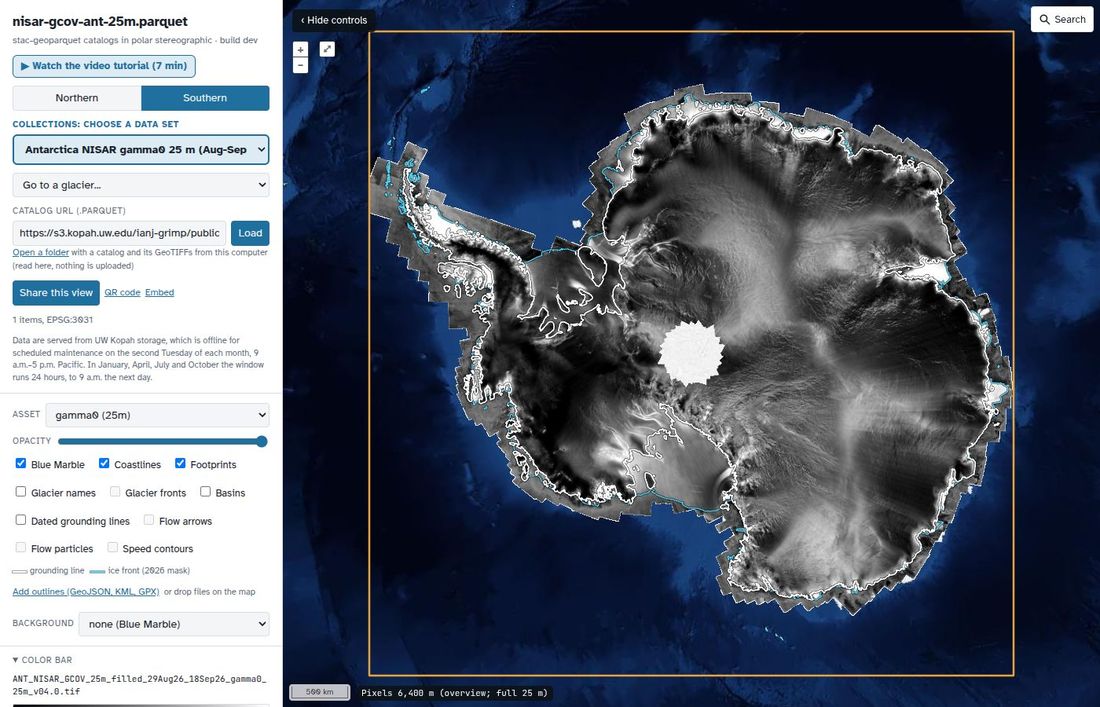 nisar-gcov-ant-25m.parquet
stac-geoparquet catalogs in polar stereographic · build dev
▶ Watch the video tutorial (7 min)
Northern
Southern
COLLECTIONS: CHOOSE A DATA SET
Antarctica NISAR gamma0 25 m (Aug-Sep
Go to a glacier...
CATALOG URL (.PARQUET)
https://s3.kopah.uw.edu/ianj-grimp/public
Load
Open a folder with a catalog and its GeoTIFFs from this computer
(read here, nothing is uploaded)
Share this view
QR code
Embed
1 items, EPSG:3031
Data are served from UW Kopah storage, which is offline for
scheduled maintenance on the second Tuesday of each month, 9
a.m.–5 p.m. Pacific. In January, April, July and October the window
runs 24 hours, to 9 a.m. the next day.
ASSET
gamma0 (25m)
OPACITY
Blue Marble
Coastlines
Footprints
Glacier names
Glacier fronts
Basins
Dated grounding lines
Flow arrows
Flow particles
Speed contours
grounding line
ice front (2026 mask)
Add outlines (GeoJSON, KML, GPX) or drop files on the map
BACKGROUND
none (Blue Marble)
▼ COLOR BAR
ANT_NISAR_GCOV_25m_filled_29Aug26_18Sep26_gamma0_
25m_v04.0.tif
‹ Hide controls
+
−
Search
500 km
Pixels 6,400 m (overview; full 25 m)